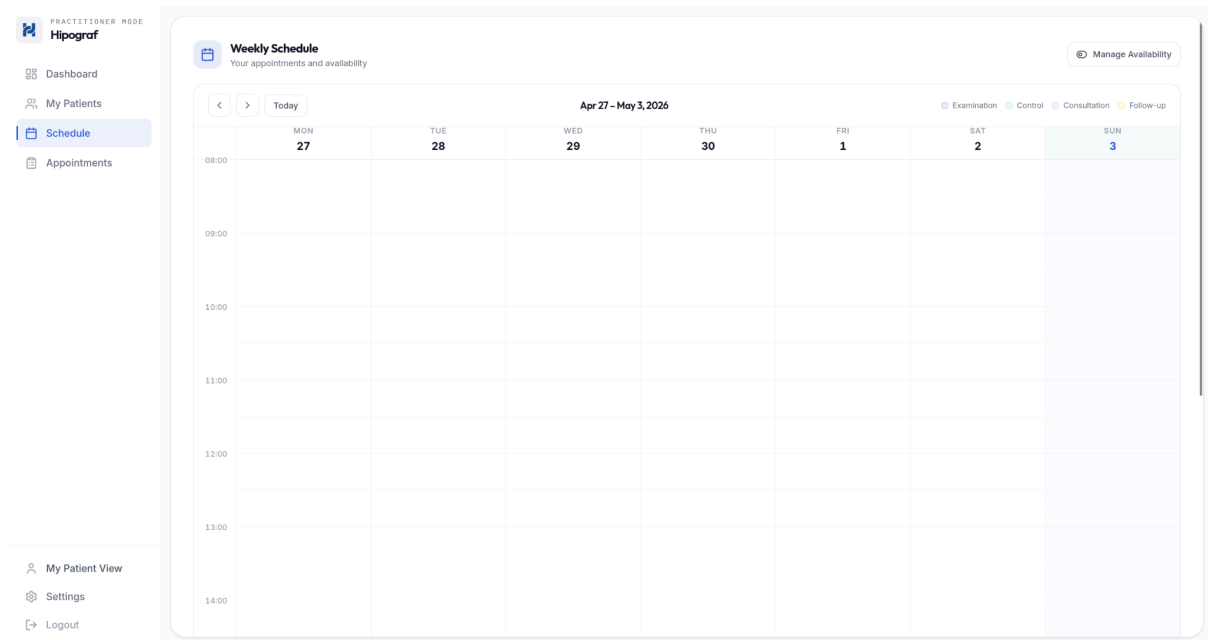 PRACTITIONER MODE
Hipograf
Dashboard
My Patients
Schedule
Appointments
My Patient View
Settings
Logout
Weekly Schedule
Your appointments and availability
Manage Availability
Today
Apr 27 – May 3, 2026
Examination
Control
Consultation
Follow-up
MON TUE WED THU FRI SAT SUN
27 28 29 30 1 2 3
08:00
09:00
10:00
11:00
12:00
13:00
14:00